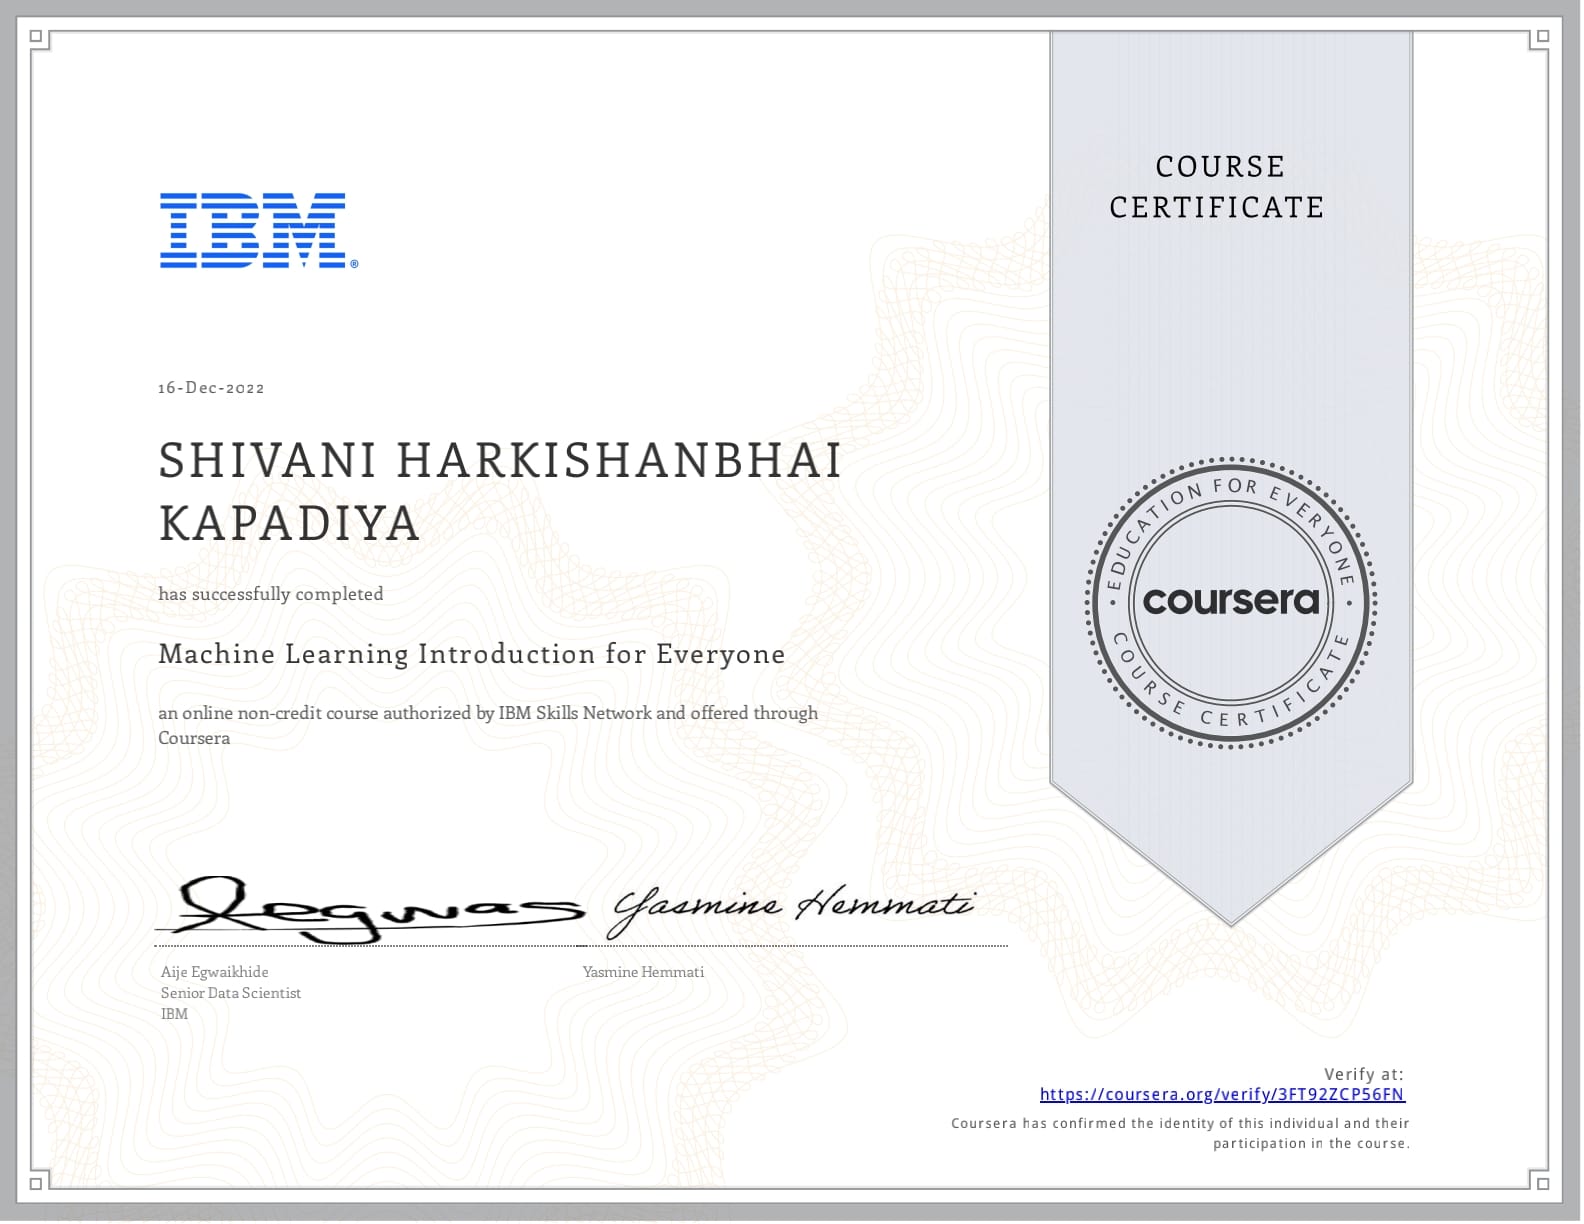 COURSE
CERTIFICATE
IBM®
16-Dec-2022
SHIVANI HARKISHANBHAI
KAPADIYA
has successfully completed
Machine Learning Introduction for Everyone
an online non-credit course authorized by IBM Skills Network and offered through
Coursera
EDUCATION FOR EVERYONE
coursera
COURSE CERTIFICATE
Yasmine Hemmati
Aije Egwaikhide
Senior Data Scientist
IBM
Yasmine Hemmati
Verify at:
https://coursera.org/verify/3FT92ZCP56FN
Coursera has confirmed the identity of this individual and their
participation in the course.